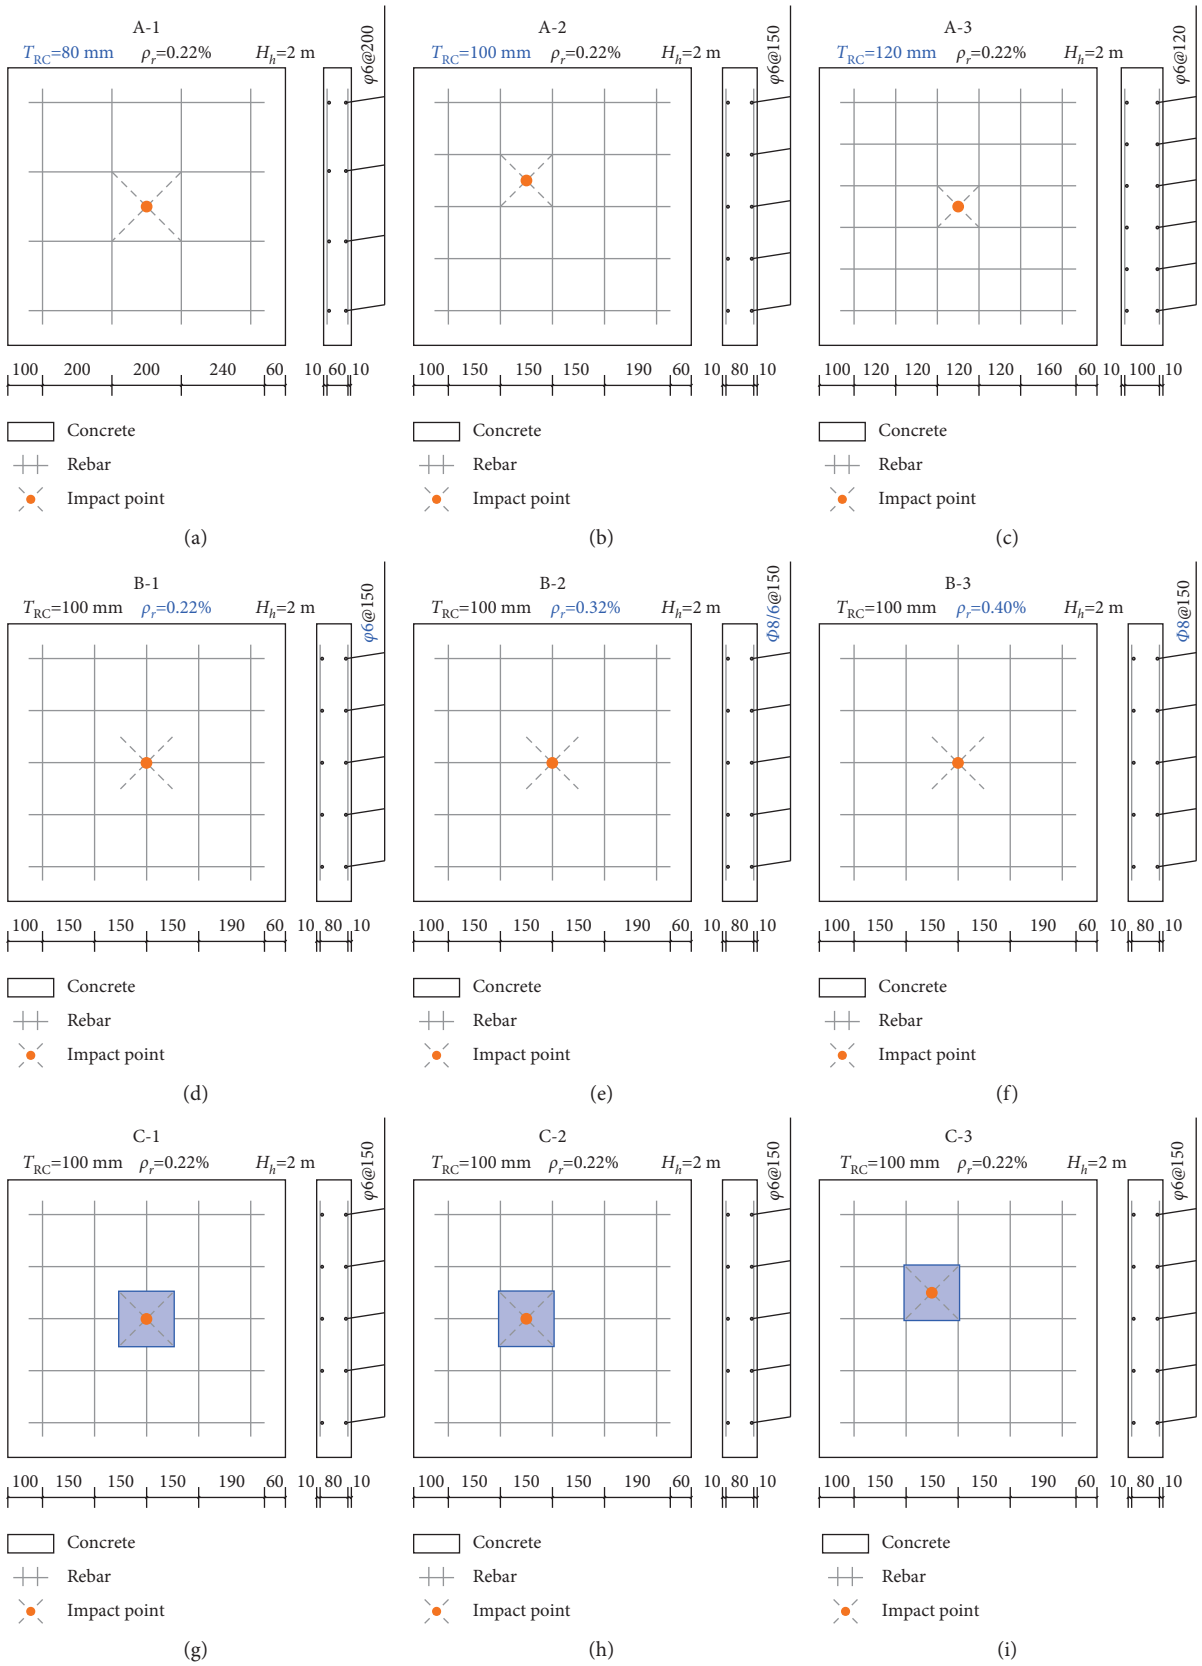 A-1
T_RC=80 mm ρ_r=0.22% H_h=2 m
φ6@200
100 200 200 240 60
10 60 10
Concrete
Rebar
Impact point
(a)
A-2
T_RC=100 mm ρ_r=0.22% H_h=2 m
φ6@150
100 150 150 150 190 60
10 80 10
Concrete
Rebar
Impact point
(b)
A-3
T_RC=120 mm ρ_r=0.22% H_h=2 m
φ6@120
100 120 120 120 120 160 60
10 100 10
Concrete
Rebar
Impact point
(c)
B-1
T_RC=100 mm ρ_r=0.22% H_h=2 m
φ6@150
100 150 150 150 190 60
10 80 10
Concrete
Rebar
Impact point
(d)
B-2
T_RC=100 mm ρ_r=0.32% H_h=2 m
Φ8/6@150
100 150 150 150 190 60
10 80 10
Concrete
Rebar
Impact point
(e)
B-3
T_RC=100 mm ρ_r=0.40% H_h=2 m
Φ8@150
100 150 150 150 190 60
10 80 10
Concrete
Rebar
Impact point
(f)
C-1
T_RC=100 mm ρ_r=0.22% H_h=2 m
φ6@150
100 150 150 150 190 60
10 80 10
Concrete
Rebar
Impact point
(g)
C-2
T_RC=100 mm ρ_r=0.22% H_h=2 m
φ6@150
100 150 150 150 190 60
10 80 10
Concrete
Rebar
Impact point
(h)
C-3
T_RC=100 mm ρ_r=0.22% H_h=2 m
φ6@150
100 150 150 150 190 60
10 80 10
Concrete
Rebar
Impact point
(i)